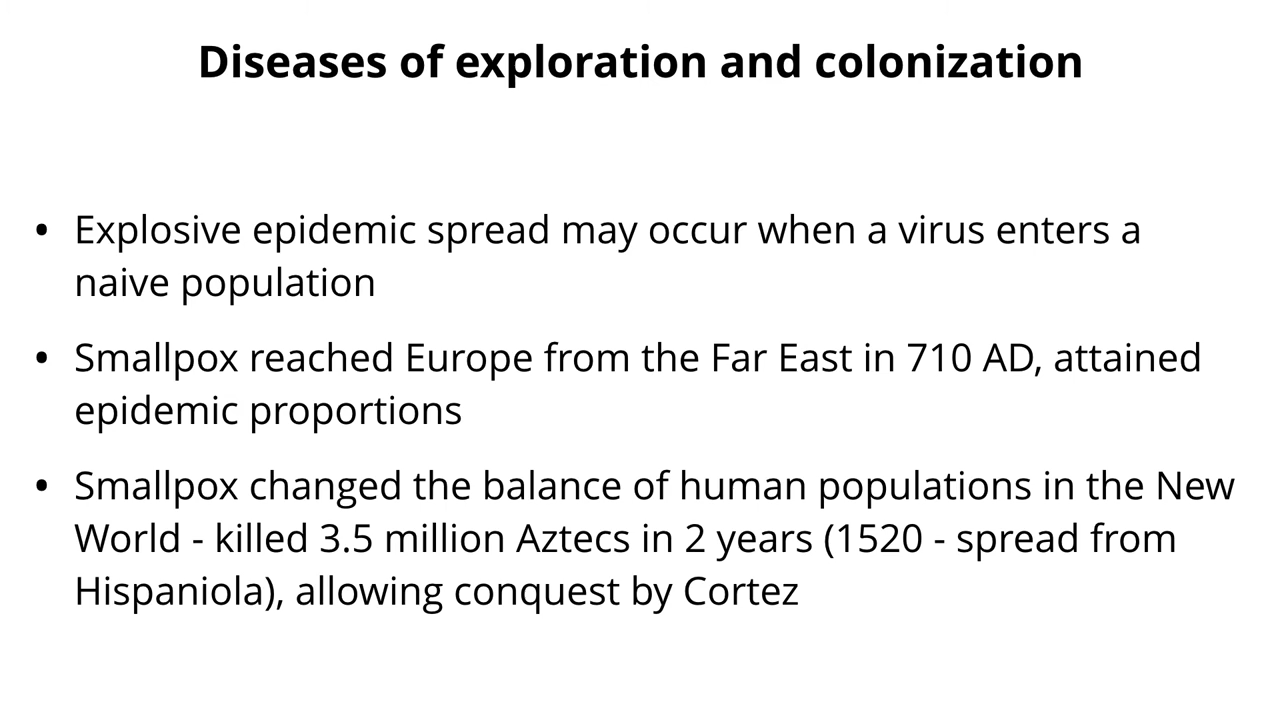 Diseases of exploration and colonization
• Explosive epidemic spread may occur when a virus enters a
naive population
• Smallpox reached Europe from the Far East in 710 AD, attained
epidemic proportions
• Smallpox changed the balance of human populations in the New
World - killed 3.5 million Aztecs in 2 years (1520 - spread from
Hispaniola), allowing conquest by Cortez